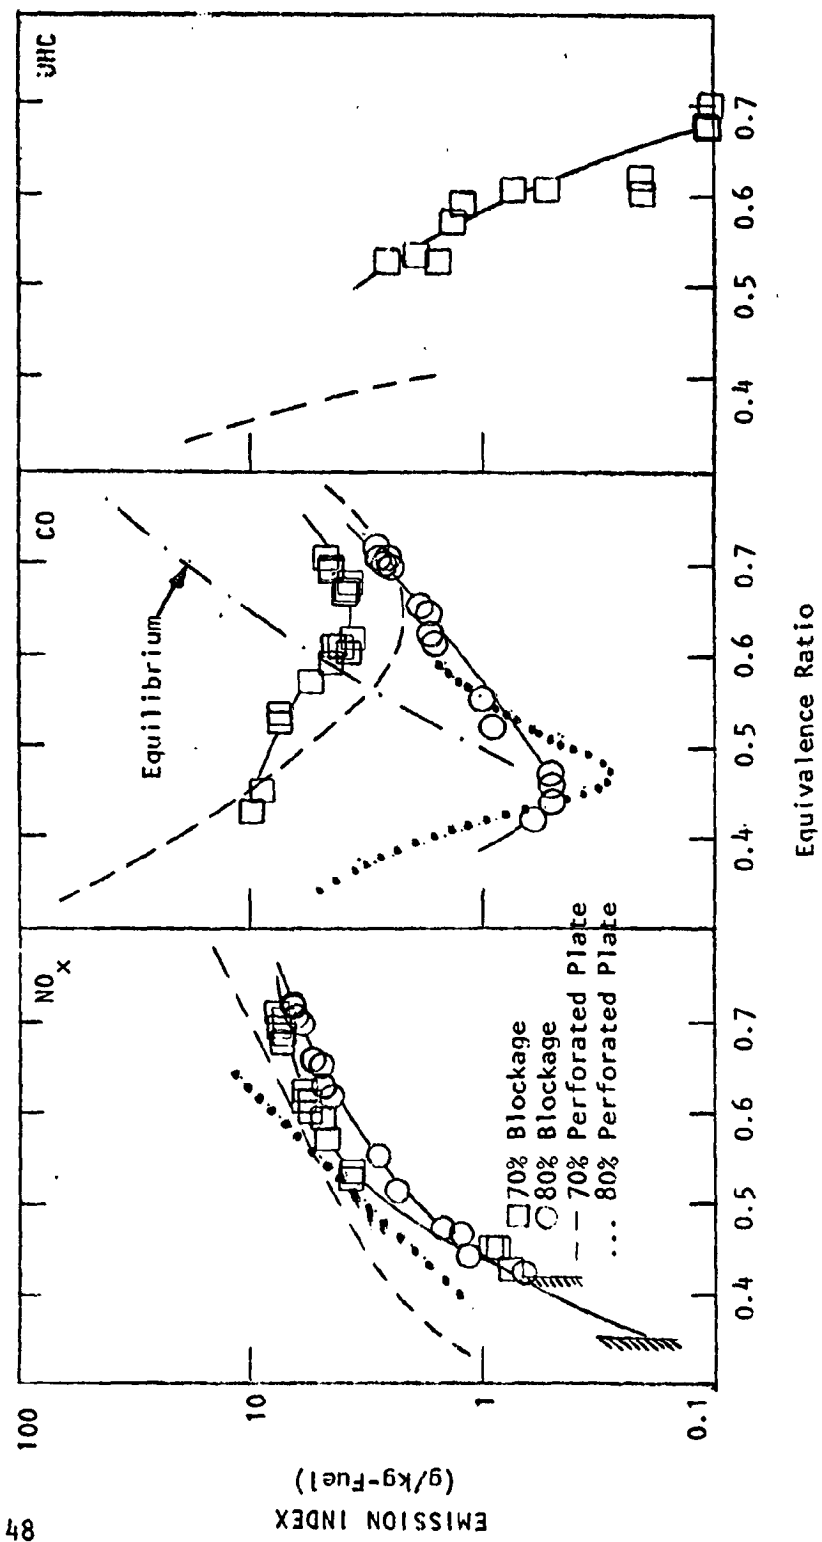 48
EMISSION INDEX
(g/kg-Fuel)
100
10
1
0.1
NOx
CO
UHC
Equilibrium
70% Blockage
80% Blockage
70% Perforated Plate
80% Perforated Plate
0.4 0.5 0.6 0.7
0.4 0.5 0.6 0.7
0.4 0.5 0.6 0.7
Equivalence Ratio